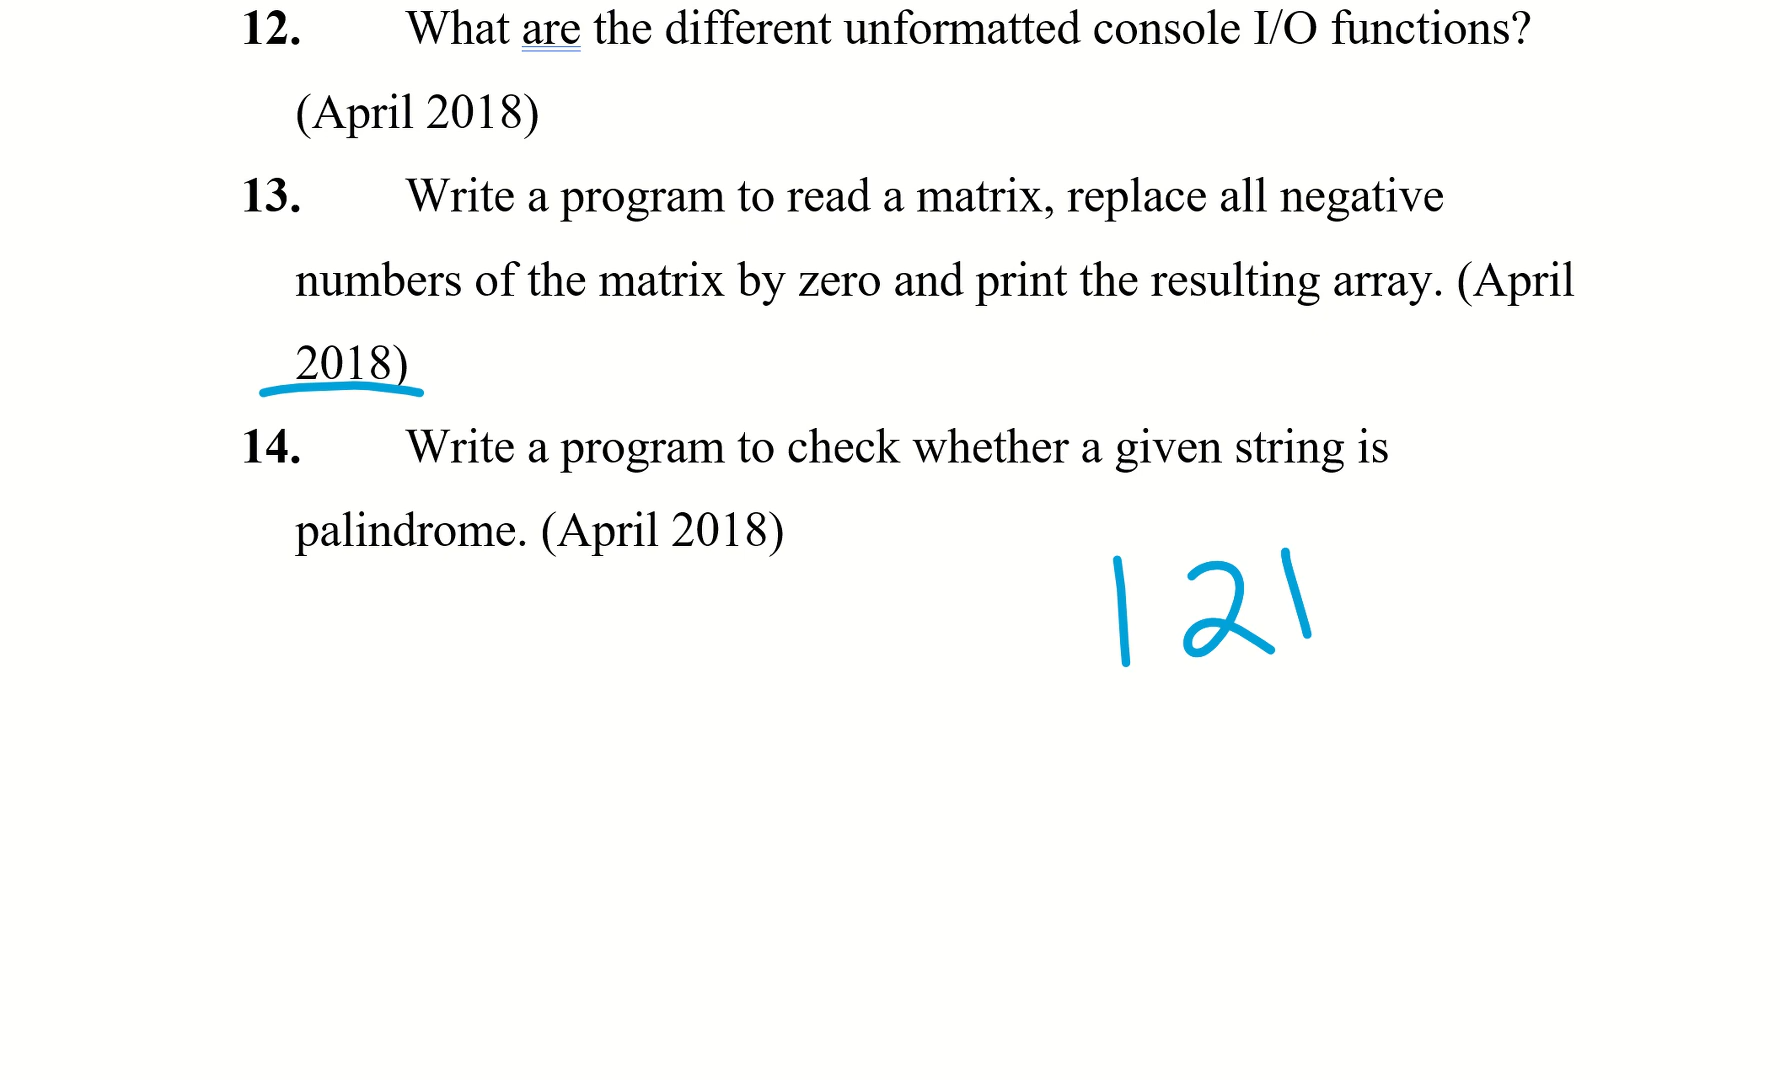 12. What are the different unformatted console I/O functions?
(April 2018)
13. Write a program to read a matrix, replace all negative
numbers of the matrix by zero and print the resulting array. (April
2018)
14. Write a program to check whether a given string is
palindrome. (April 2018)
121